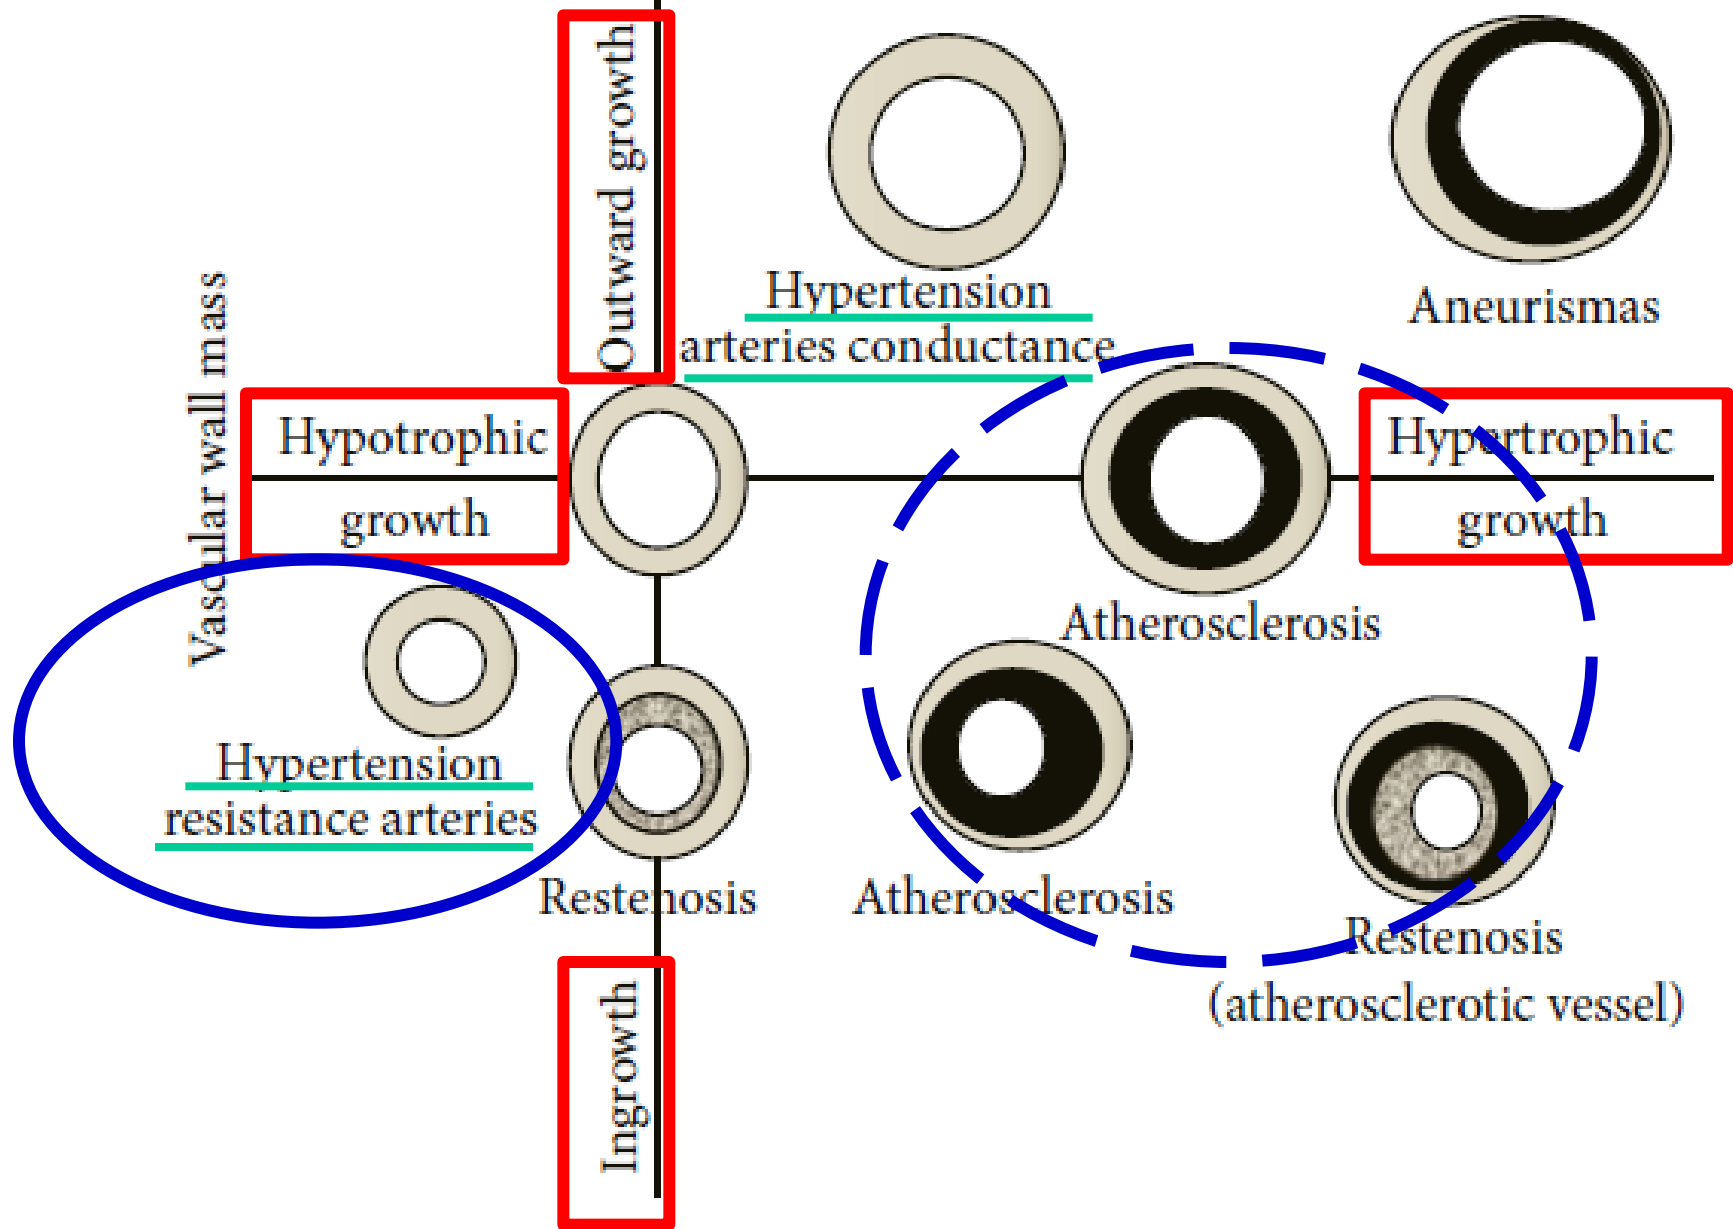 Outward growth
Hypertension
arteries conductance
Aneurismas
Vascular wall mass
Hypotrophic
growth
Hypertrophic
growth
Atherosclerosis
Hypertension
resistance arteries
Restenosis
Atherosclerosis
Restenosis
(atherosclerotic vessel)
Ingrowth